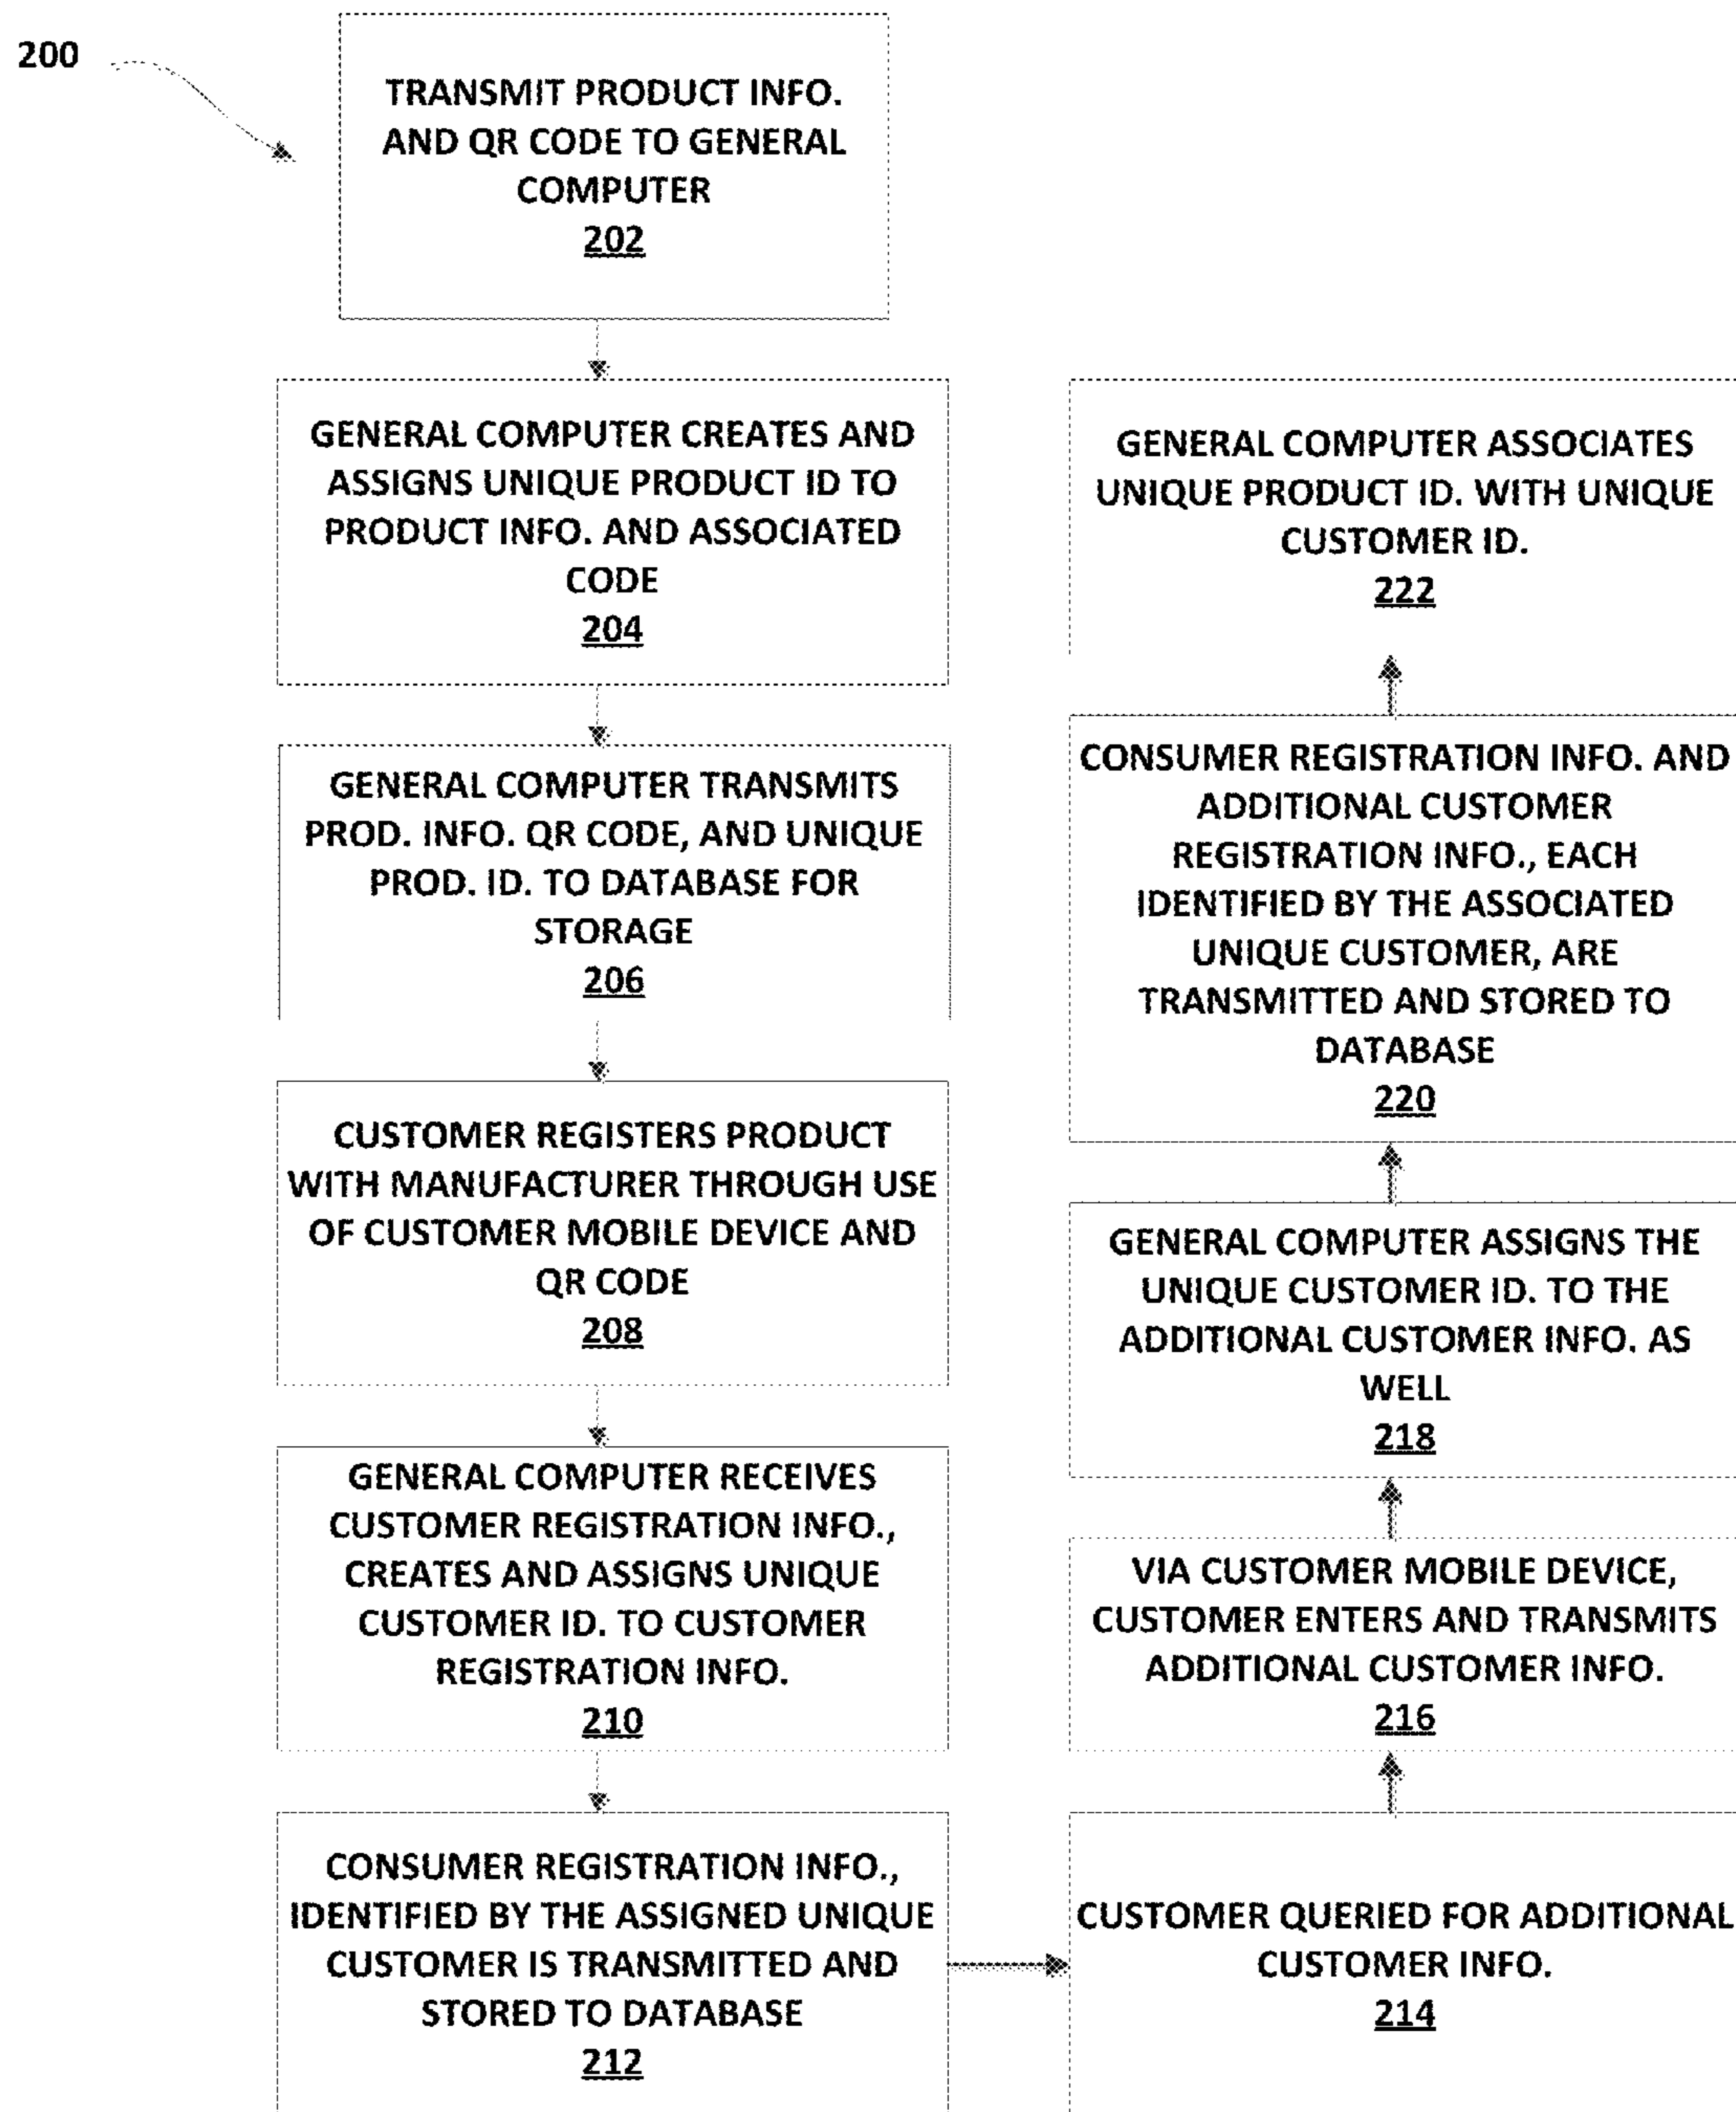 200
TRANSMIT PRODUCT INFO.
AND QR CODE TO GENERAL
COMPUTER
202
GENERAL COMPUTER CREATES AND
ASSIGNS UNIQUE PRODUCT ID TO
PRODUCT INFO. AND ASSOCIATED
CODE
204
GENERAL COMPUTER TRANSMITS
PROD. INFO. QR CODE, AND UNIQUE
PROD. ID. TO DATABASE FOR
STORAGE
206
CUSTOMER REGISTERS PRODUCT
WITH MANUFACTURER THROUGH USE
OF CUSTOMER MOBILE DEVICE AND
QR CODE
208
GENERAL COMPUTER RECEIVES
CUSTOMER REGISTRATION INFO.,
CREATES AND ASSIGNS UNIQUE
CUSTOMER ID. TO CUSTOMER
REGISTRATION INFO.
210
CONSUMER REGISTRATION INFO.,
IDENTIFIED BY THE ASSIGNED UNIQUE
CUSTOMER IS TRANSMITTED AND
STORED TO DATABASE
212
CUSTOMER QUERIED FOR ADDITIONAL
CUSTOMER INFO.
214
VIA CUSTOMER MOBILE DEVICE,
CUSTOMER ENTERS AND TRANSMITS
ADDITIONAL CUSTOMER INFO.
216
GENERAL COMPUTER ASSIGNS THE
UNIQUE CUSTOMER ID. TO THE
ADDITIONAL CUSTOMER INFO. AS
WELL
218
CONSUMER REGISTRATION INFO. AND
ADDITIONAL CUSTOMER
REGISTRATION INFO., EACH
IDENTIFIED BY THE ASSOCIATED
UNIQUE CUSTOMER, ARE
TRANSMITTED AND STORED TO
DATABASE
220
GENERAL COMPUTER ASSOCIATES
UNIQUE PRODUCT ID. WITH UNIQUE
CUSTOMER ID.
222